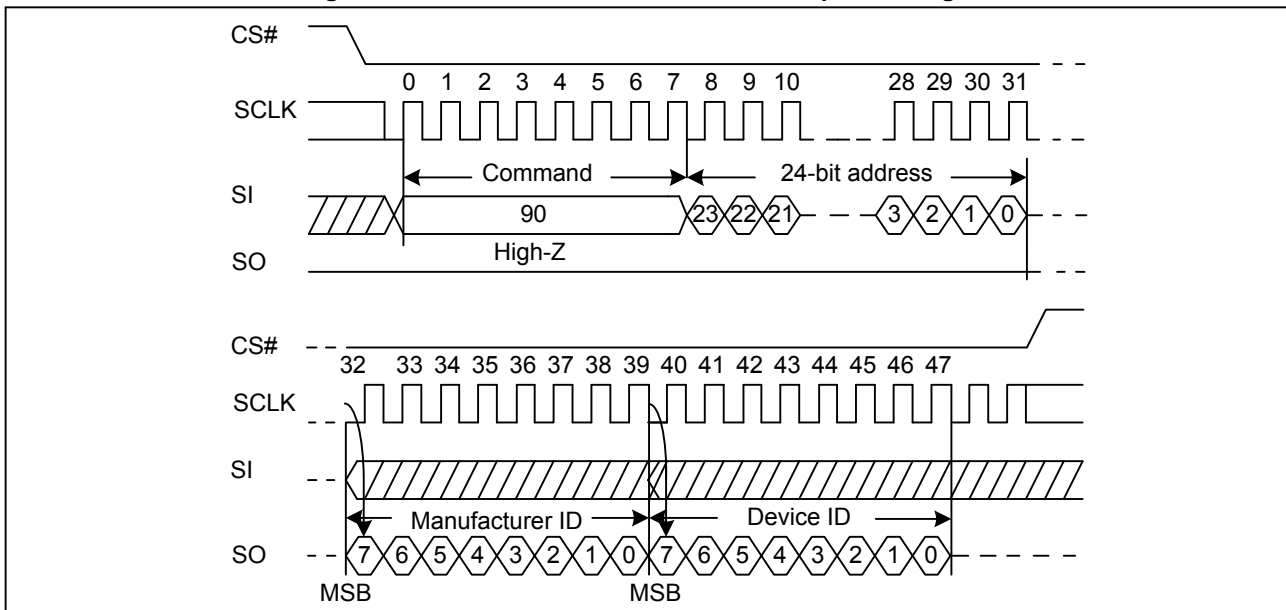 CS#
0 1 2 3 4 5 6 7 8 9 10 28 29 30 31
SCLK
Command 24-bit address
SI
90 23 22 21 3 2 1 0
High-Z
SO
CS#
32 33 34 35 36 37 38 39 40 41 42 43 44 45 46 47
SCLK
SI
Manufacturer ID Device ID
SO 7 6 5 4 3 2 1 0 7 6 5 4 3 2 1 0
MSB MSB